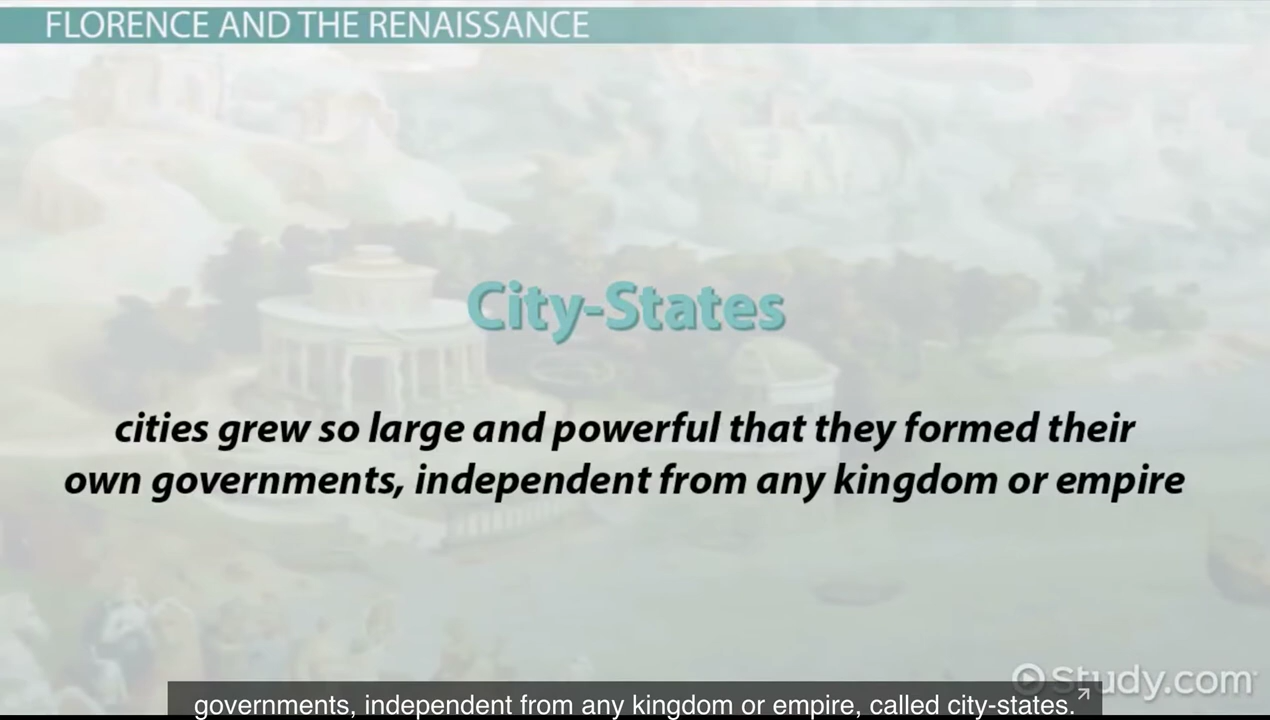 FLORENCE AND THE RENAISSANCE
City-States
cities grew so large and powerful that they formed their
own governments, independent from any kingdom or empire
Study.com
governments, independent from any kingdom or empire, called city-states.